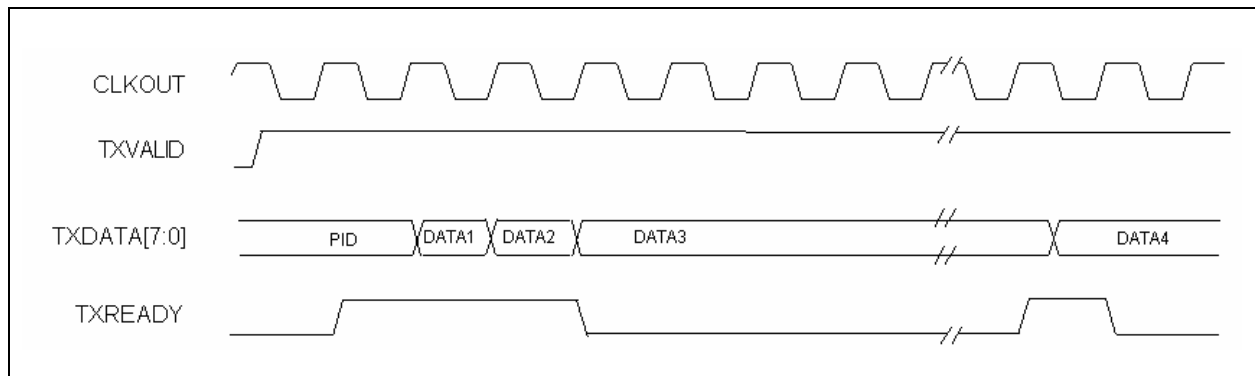 CLKOUT
TXVALID
TXDATA[7:0] PID DATA1 DATA2 DATA3 DATA4
TXREADY